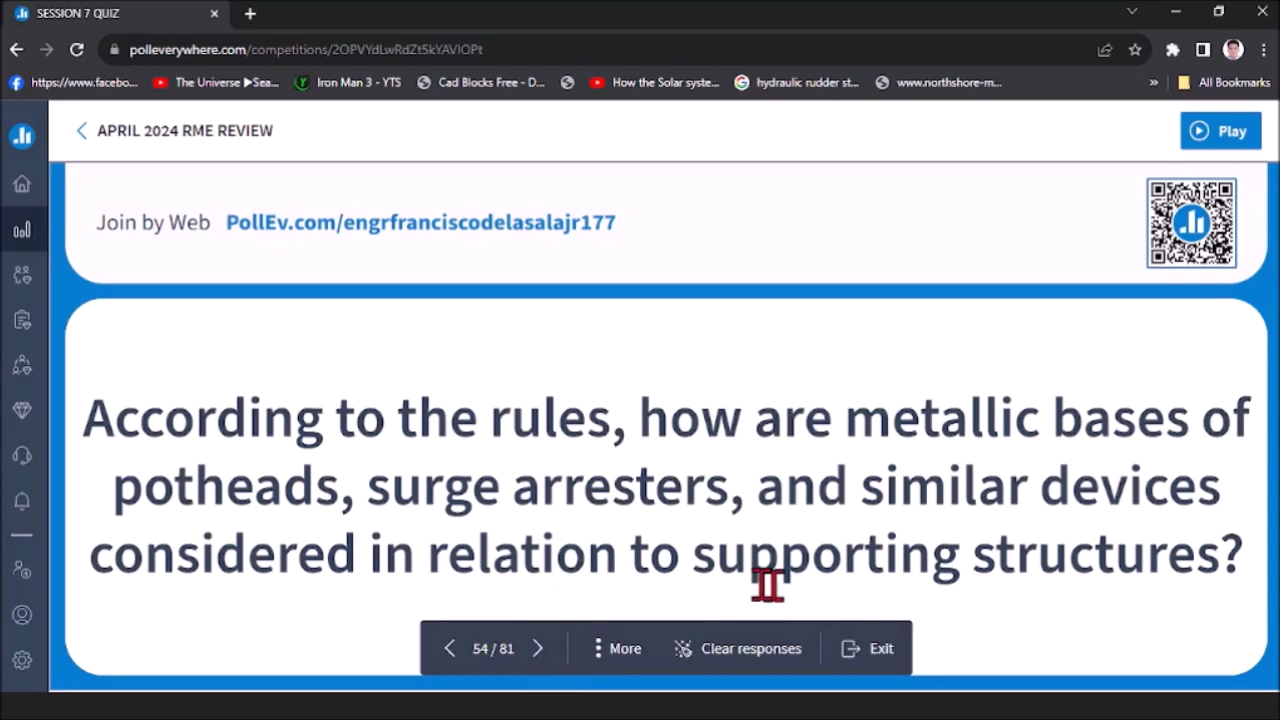 SESSION 7 QUIZ
polleverywhere.com/competitions/2OPVYdLwRdZt5kYAVIOPt
https://www.facebo... The Universe ▶Sea... Iron Man 3 - YTS Cad Blocks Free - D... How the Solar syste... hydraulic rudder st... www.northshore-m... » All Bookmarks
APRIL 2024 RME REVIEW Play
Join by Web PollEv.com/engrfranciscodelasalajr177
According to the rules, how are metallic bases of
potheads, surge arresters, and similar devices
considered in relation to supporting structures?
54 / 81 More Clear responses Exit